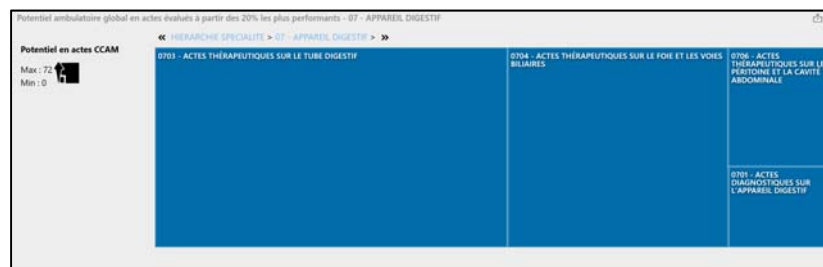 Potentiel ambulatoire global en actes évalués à partir des 20% les plus performants - 07 - APPAREIL DIGESTIF
« HIERARCHIE SPECIALITE > 07 - APPAREIL DIGESTIF > »
Potentiel en actes CCAM
Max : 72
Min : 0
0703 - ACTES THÉRAPEUTIQUES SUR LE TUBE DIGESTIF
0704 - ACTES THÉRAPEUTIQUES SUR LE FOIE ET LES VOIES
BILIAIRES
0706 - ACTES
THÉRAPEUTIQUES SUR LE
PÉRITOINE ET LA CAVITÉ
ABDOMINALE
0701 - ACTES
DIAGNOSTIQUES SUR
L'APPAREIL DIGESTIF